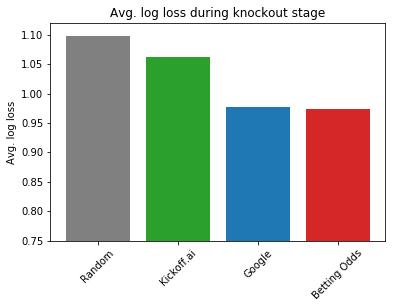 Avg. log loss during knockout stage
Avg. log loss
1.10
1.05
1.00
0.95
0.90
0.85
0.80
0.75
Random
Kickoff.ai
Google
Betting Odds